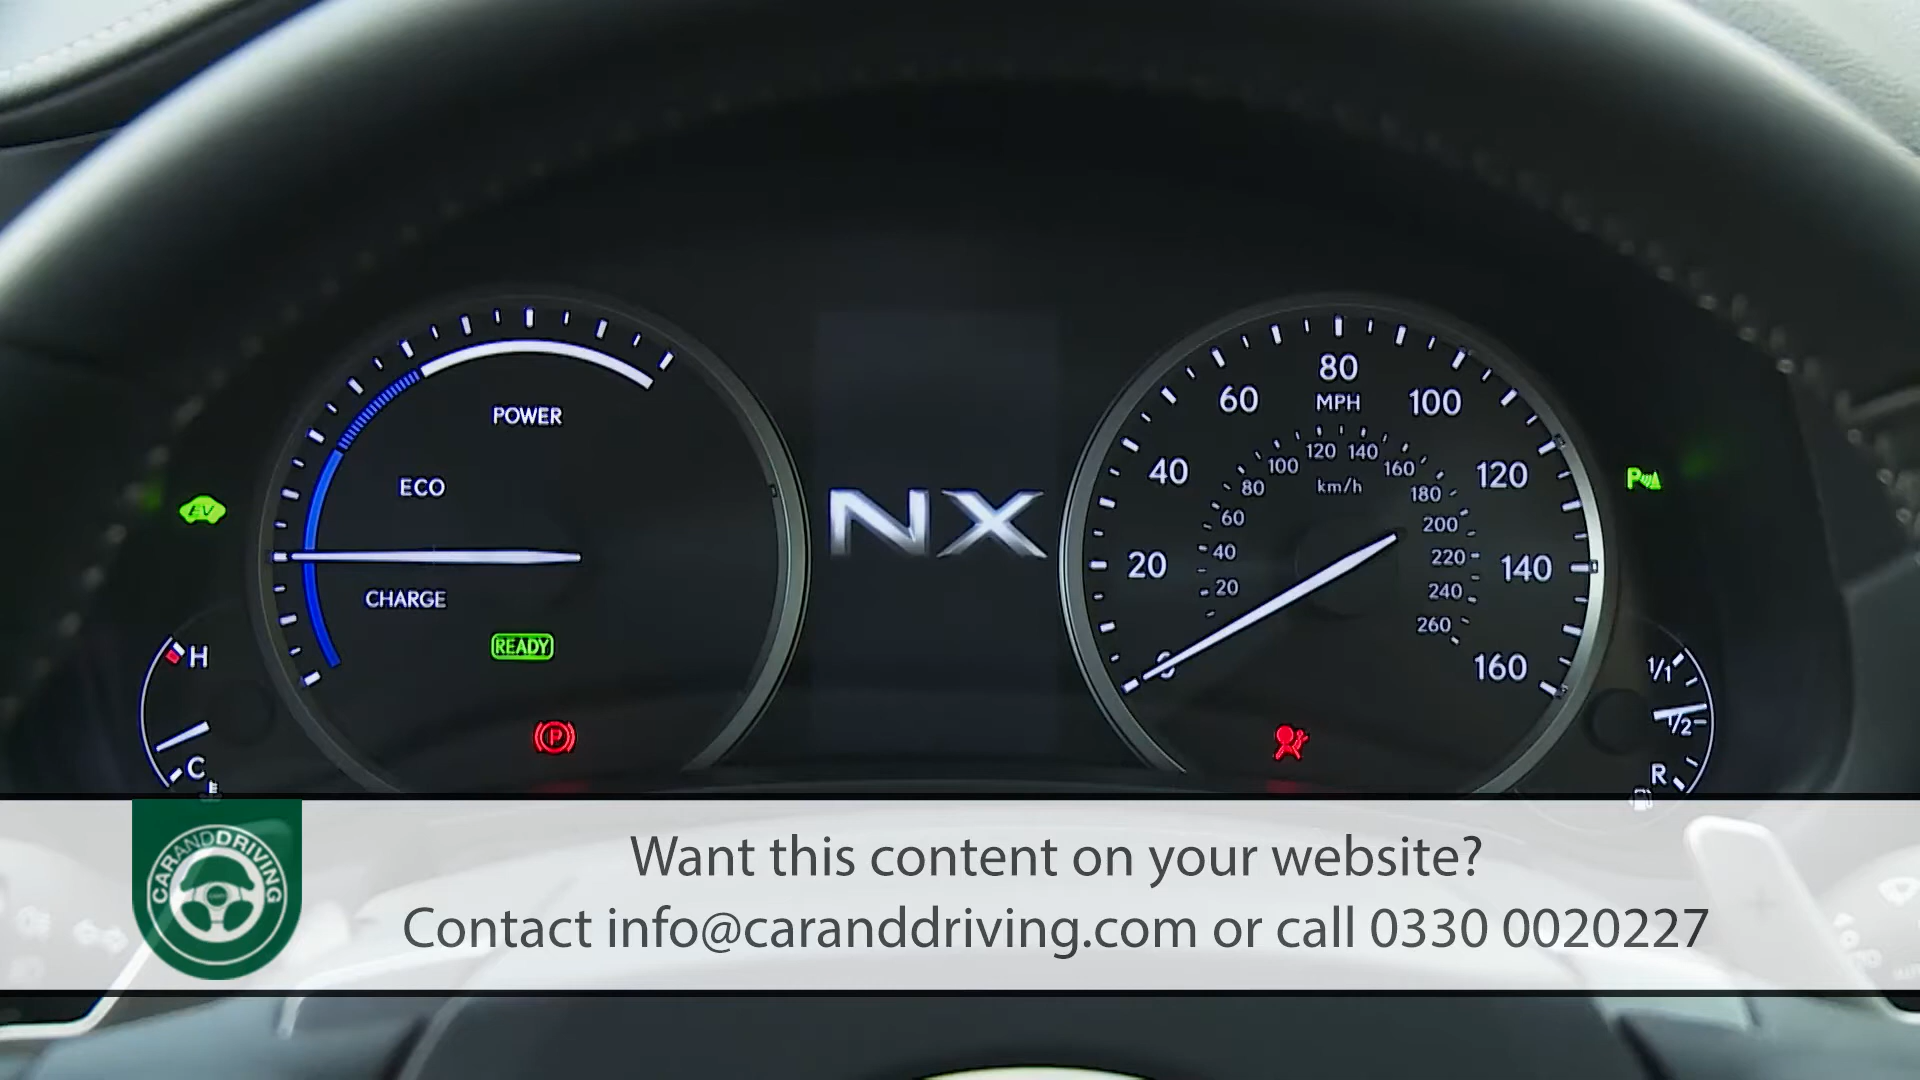 POWER
ECO
CHARGE
READY
EV
H
C
P
NX
80
MPH
60
100
40
120
20
140
0
160
120
140
100
160
80
180
km/h
60
200
40
220
20
240
260
P
1/1
1/2
R
CARANDDRIVING
Want this content on your website?
Contact info@caranddriving.com or call 0330 0020227